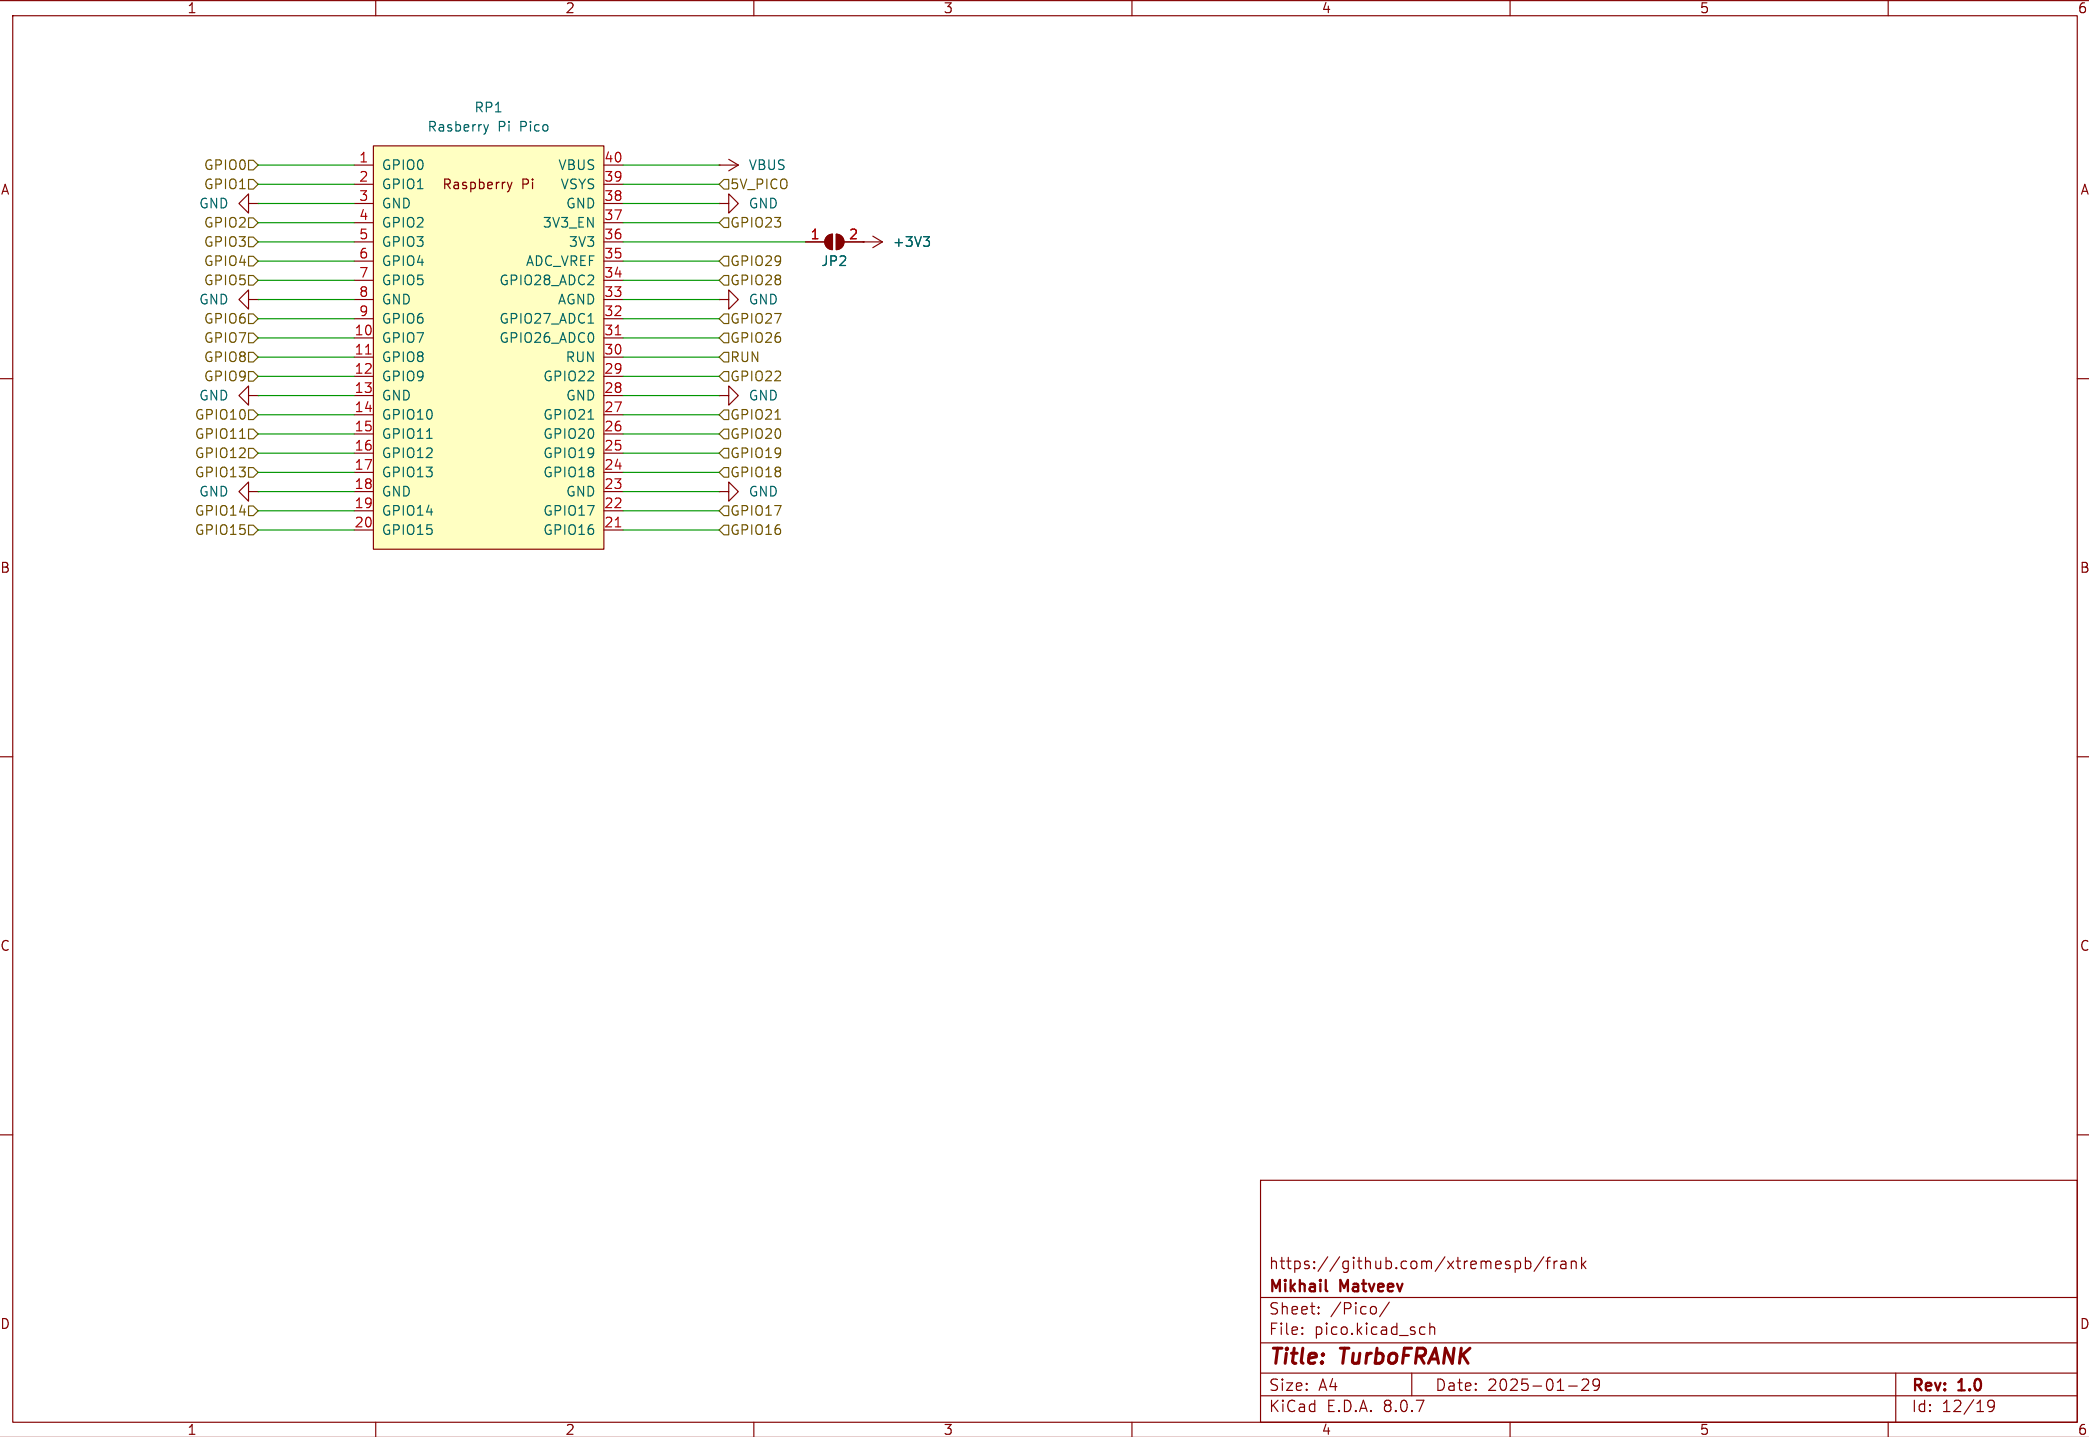 1 2 3 4 5 6
RP1
Rasberry Pi Pico
GPIO0 1 GPIO0 VBUS 40 VBUS
GPIO1 2 GPIO1 Raspberry Pi VSYS 39 5V_PICO
A A
GND 3 GND GND 38 GND
GPIO2 4 GPIO2 3V3_EN 37 GPIO23
GPIO3 5 GPIO3 3V3 36 1 2 +3V3
GPIO4 6 GPIO4 ADC_VREF 35 GPIO29 JP2
GPIO5 7 GPIO5 GPIO28_ADC2 34 GPIO28
GND 8 GND AGND 33 GND
GPIO6 9 GPIO6 GPIO27_ADC1 32 GPIO27
GPIO7 10 GPIO7 GPIO26_ADC0 31 GPIO26
GPIO8 11 GPIO8 RUN 30 RUN
GPIO9 12 GPIO9 GPIO22 29 GPIO22
GND 13 GND GND 28 GND
GPIO10 14 GPIO10 GPIO21 27 GPIO21
GPIO11 15 GPIO11 GPIO20 26 GPIO20
GPIO12 16 GPIO12 GPIO19 25 GPIO19
GPIO13 17 GPIO13 GPIO18 24 GPIO18
GND 18 GND GND 23 GND
GPIO14 19 GPIO14 GPIO17 22 GPIO17
GPIO15 20 GPIO15 GPIO16 21 GPIO16
B B
C C
https://github.com/xtremespb/frank
Mikhail Matveev
Sheet: /Pico/
D D
File: pico.kicad_sch
Title: TurboFRANK
Size: A4 Date: 2025-01-29 Rev: 1.0
KiCad E.D.A. 8.0.7 Id: 12/19
1 2 3 4 5 6